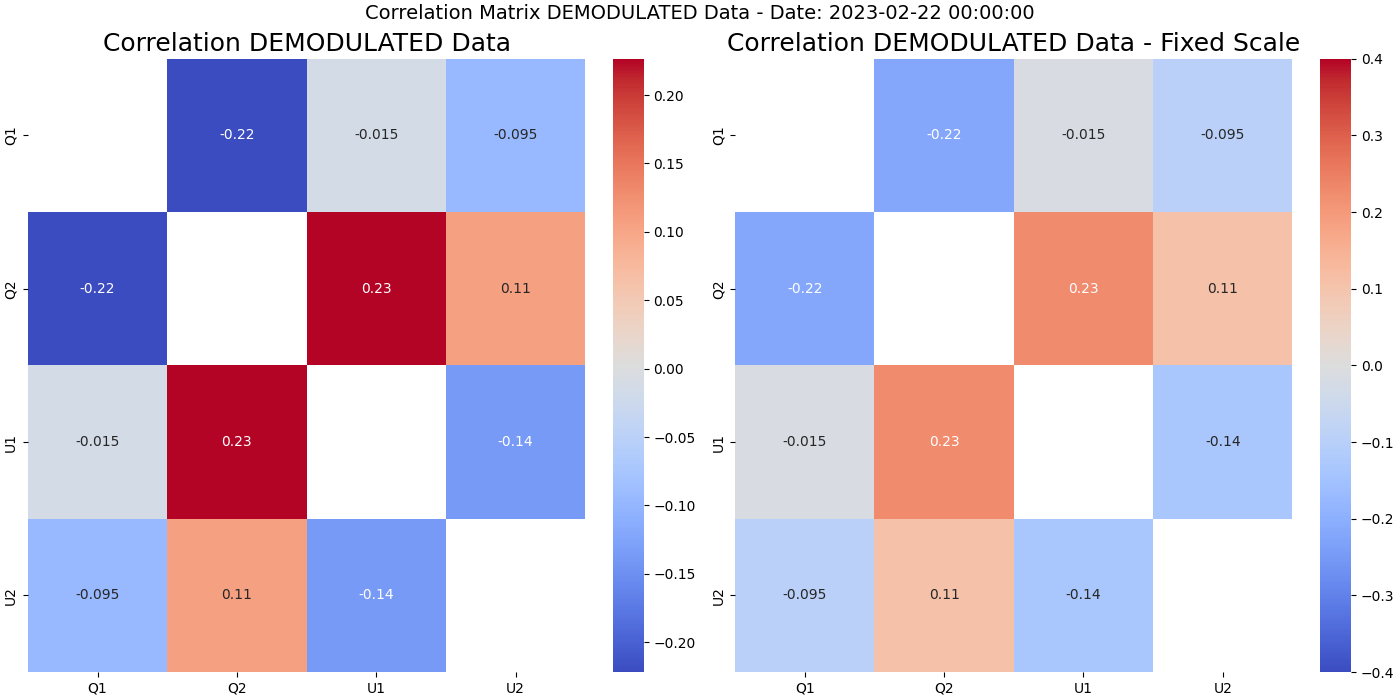 Correlation Matrix DEMODULATED Data - Date: 2023-02-22 00:00:00
Correlation DEMODULATED Data
Q1
-0.22
-0.015
-0.095
Q2
-0.22
0.23
0.11
U1
-0.015
0.23
-0.14
U2
-0.095
0.11
-0.14
Q1
Q2
U1
U2
0.20
0.15
0.10
0.05
0.00
−0.05
−0.10
−0.15
−0.20
Correlation DEMODULATED Data - Fixed Scale
Q1
-0.22
-0.015
-0.095
Q2
-0.22
0.23
0.11
U1
-0.015
0.23
-0.14
U2
-0.095
0.11
-0.14
Q1
Q2
U1
U2
0.4
0.3
0.2
0.1
0.0
−0.1
−0.2
−0.3
−0.4